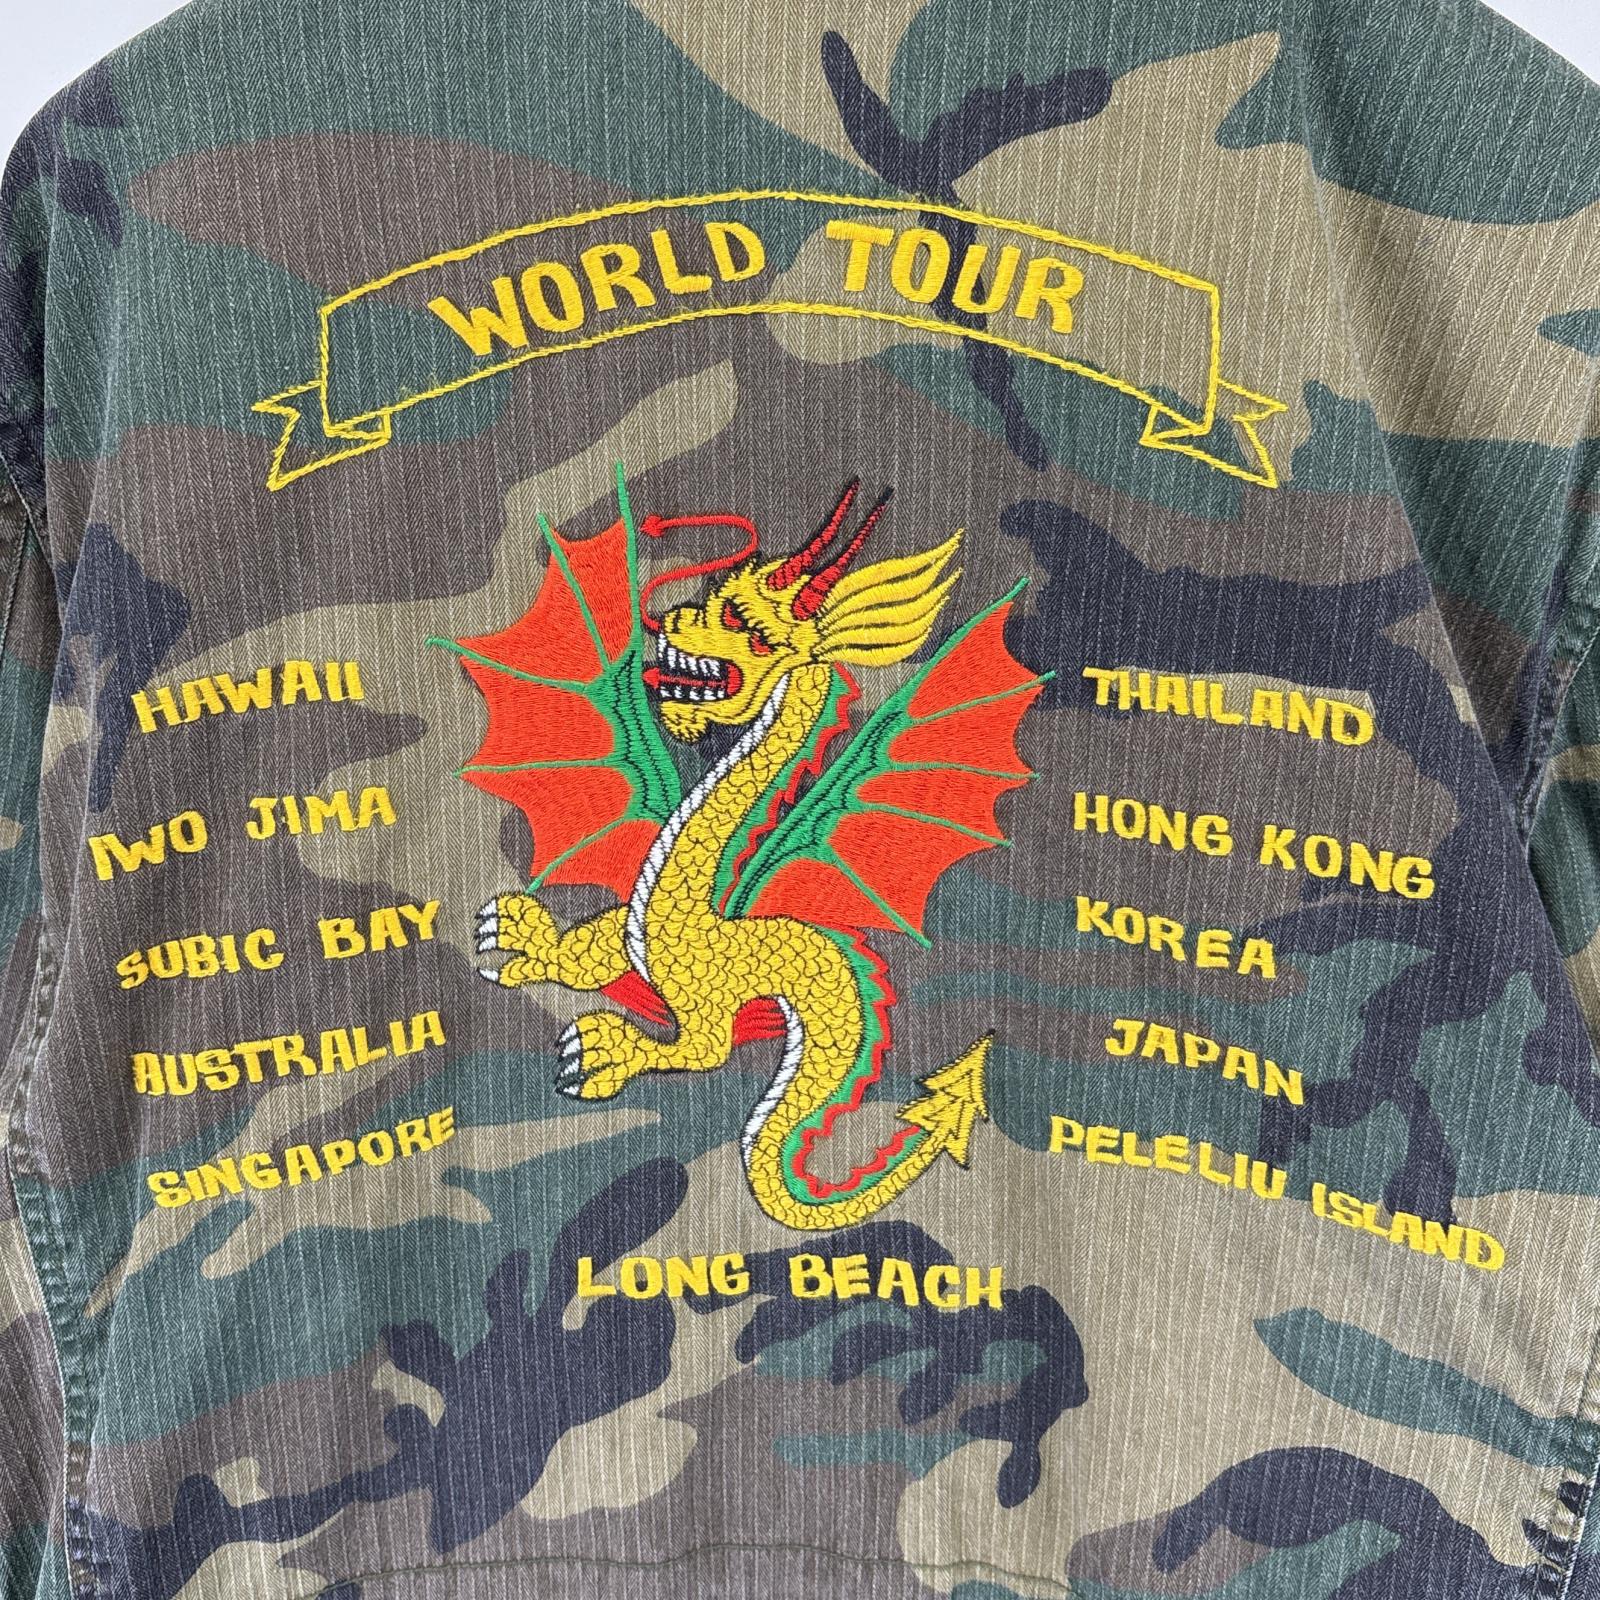 WORLD TOUR
HAWAII
IWO JIMA
SUBIC BAY
AUSTRALIA
SINGAPORE
THAILAND
HONG KONG
KOREA
JAPAN
PELELIU ISLAND
LONG BEACH